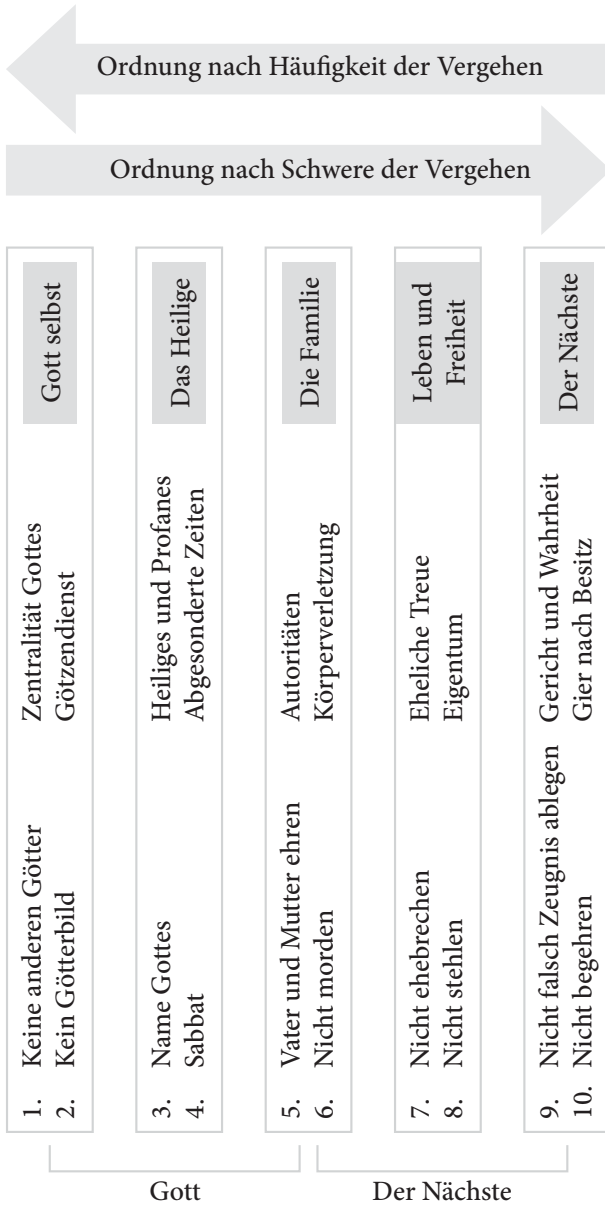 Ordnung nach Häufigkeit der Vergehen
Ordnung nach Schwere der Vergehen
Gott selbst
Zentralität Gottes
Götzendienst
1. Keine anderen Götter
2. Kein Götterbild
Das Heilige
Heiliges und Profanes
Abgesonderte Zeiten
3. Name Gottes
4. Sabbat
Die Familie
Autoritäten
Körperverletzung
5. Vater und Mutter ehren
6. Nicht morden
Leben und
Freiheit
Eheliche Treue
Eigentum
7. Nicht ehebrechen
8. Nicht stehlen
Der Nächste
Gericht und Wahrheit
Gier nach Besitz
9. Nicht falsch Zeugnis ablegen
10. Nicht begehren
Gott
Der Nächste